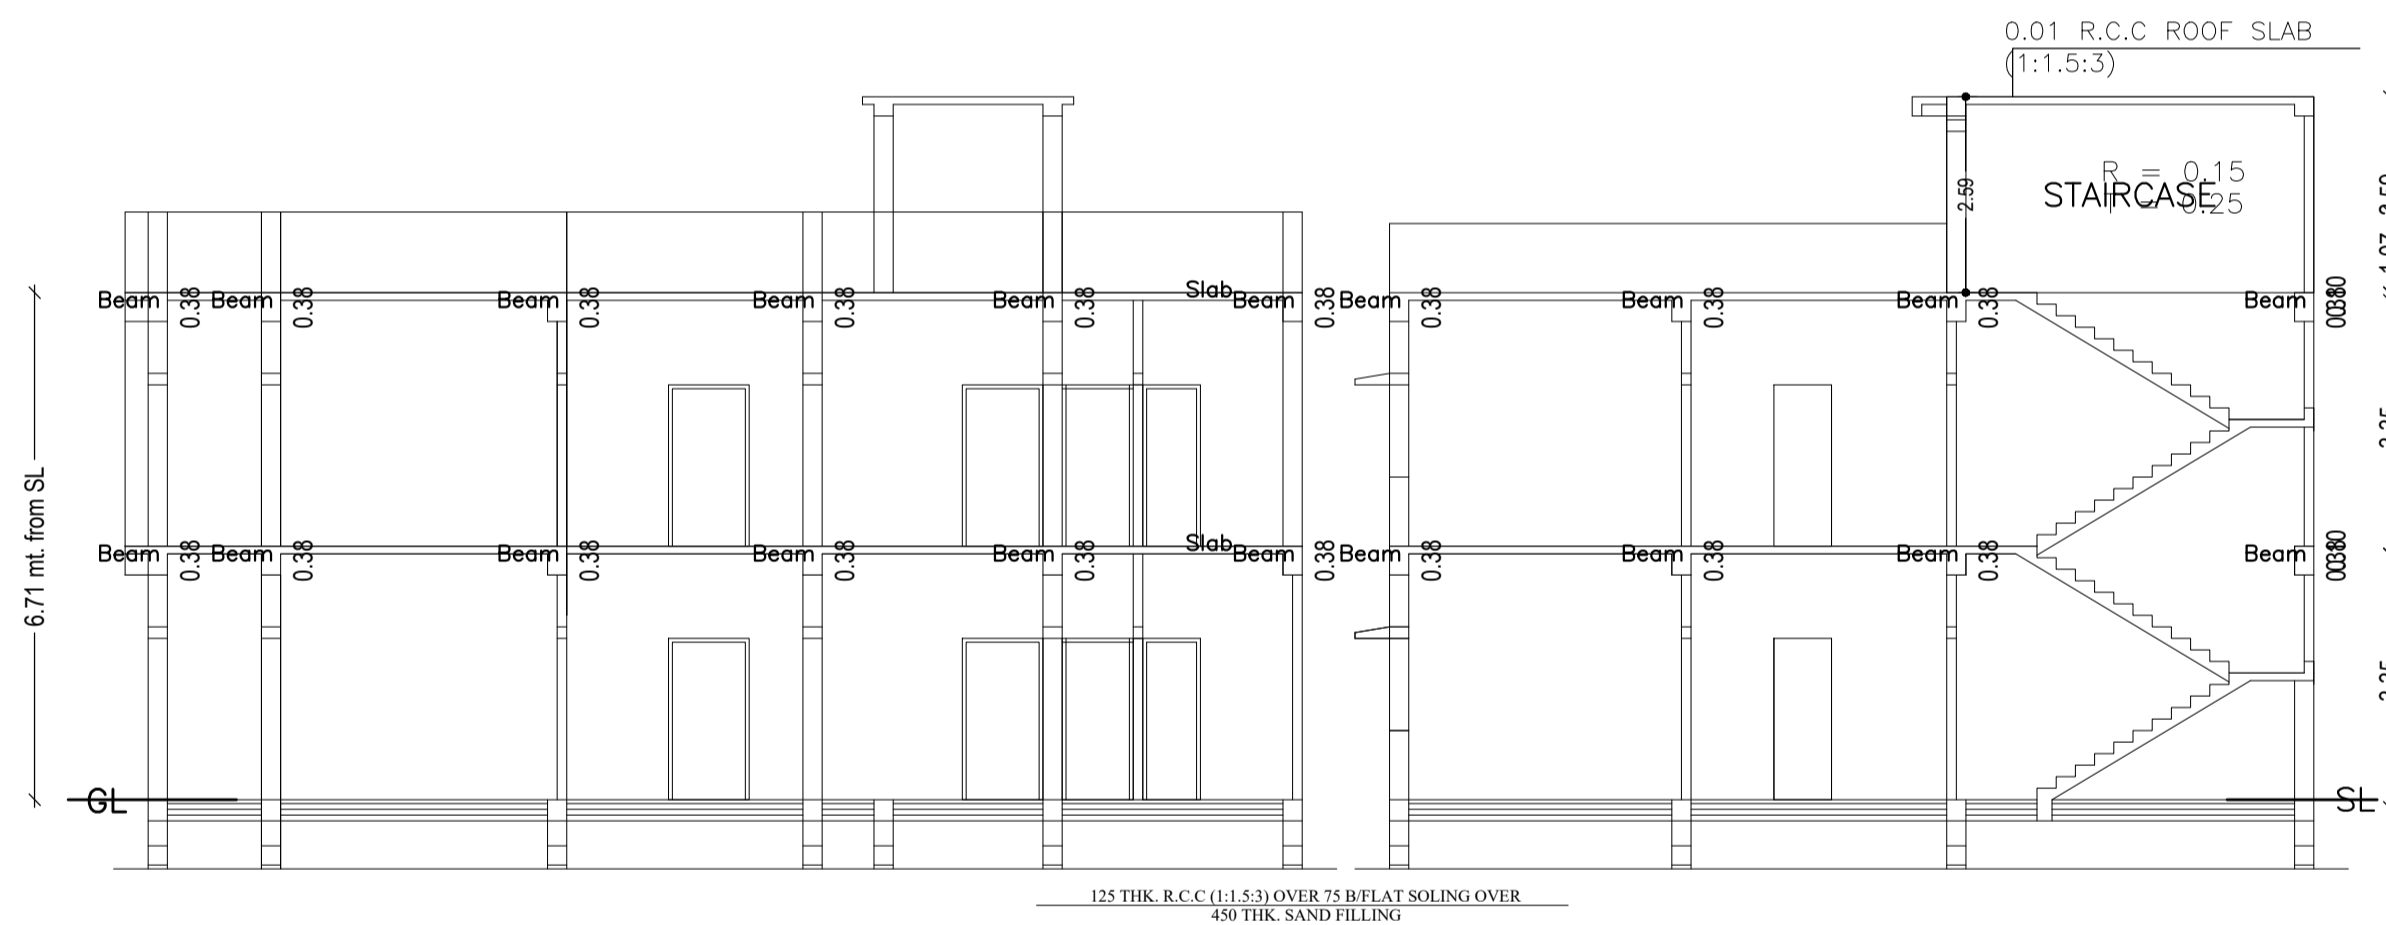 0.01 R.C.C ROOF SLAB
(1:1.5:3)
R = 0.15
STAIRCASE
T = 0.25
2.59
Slab
Beam 0.38 Beam 0.38 Beam 0.38 Beam 0.38 Beam 0.38 Beam 0.38
Beam 0.38 Beam 0.38 Beam 0.38 Beam
6.71 mt. from SL
Slab
Beam 0.38 Beam 0.38 Beam 0.38 Beam 0.38 Beam 0.38 Beam 0.38
Beam 0.38 Beam 0.38 Beam 0.38 Beam
GL
SL
125 THK. R.C.C (1:1.5:3) OVER 75 B/FLAT SOLING OVER
450 THK. SAND FILLING